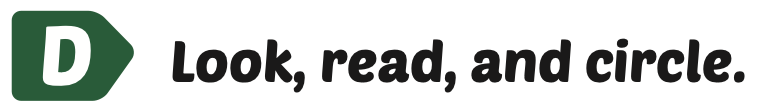 D Look, read, and circle.